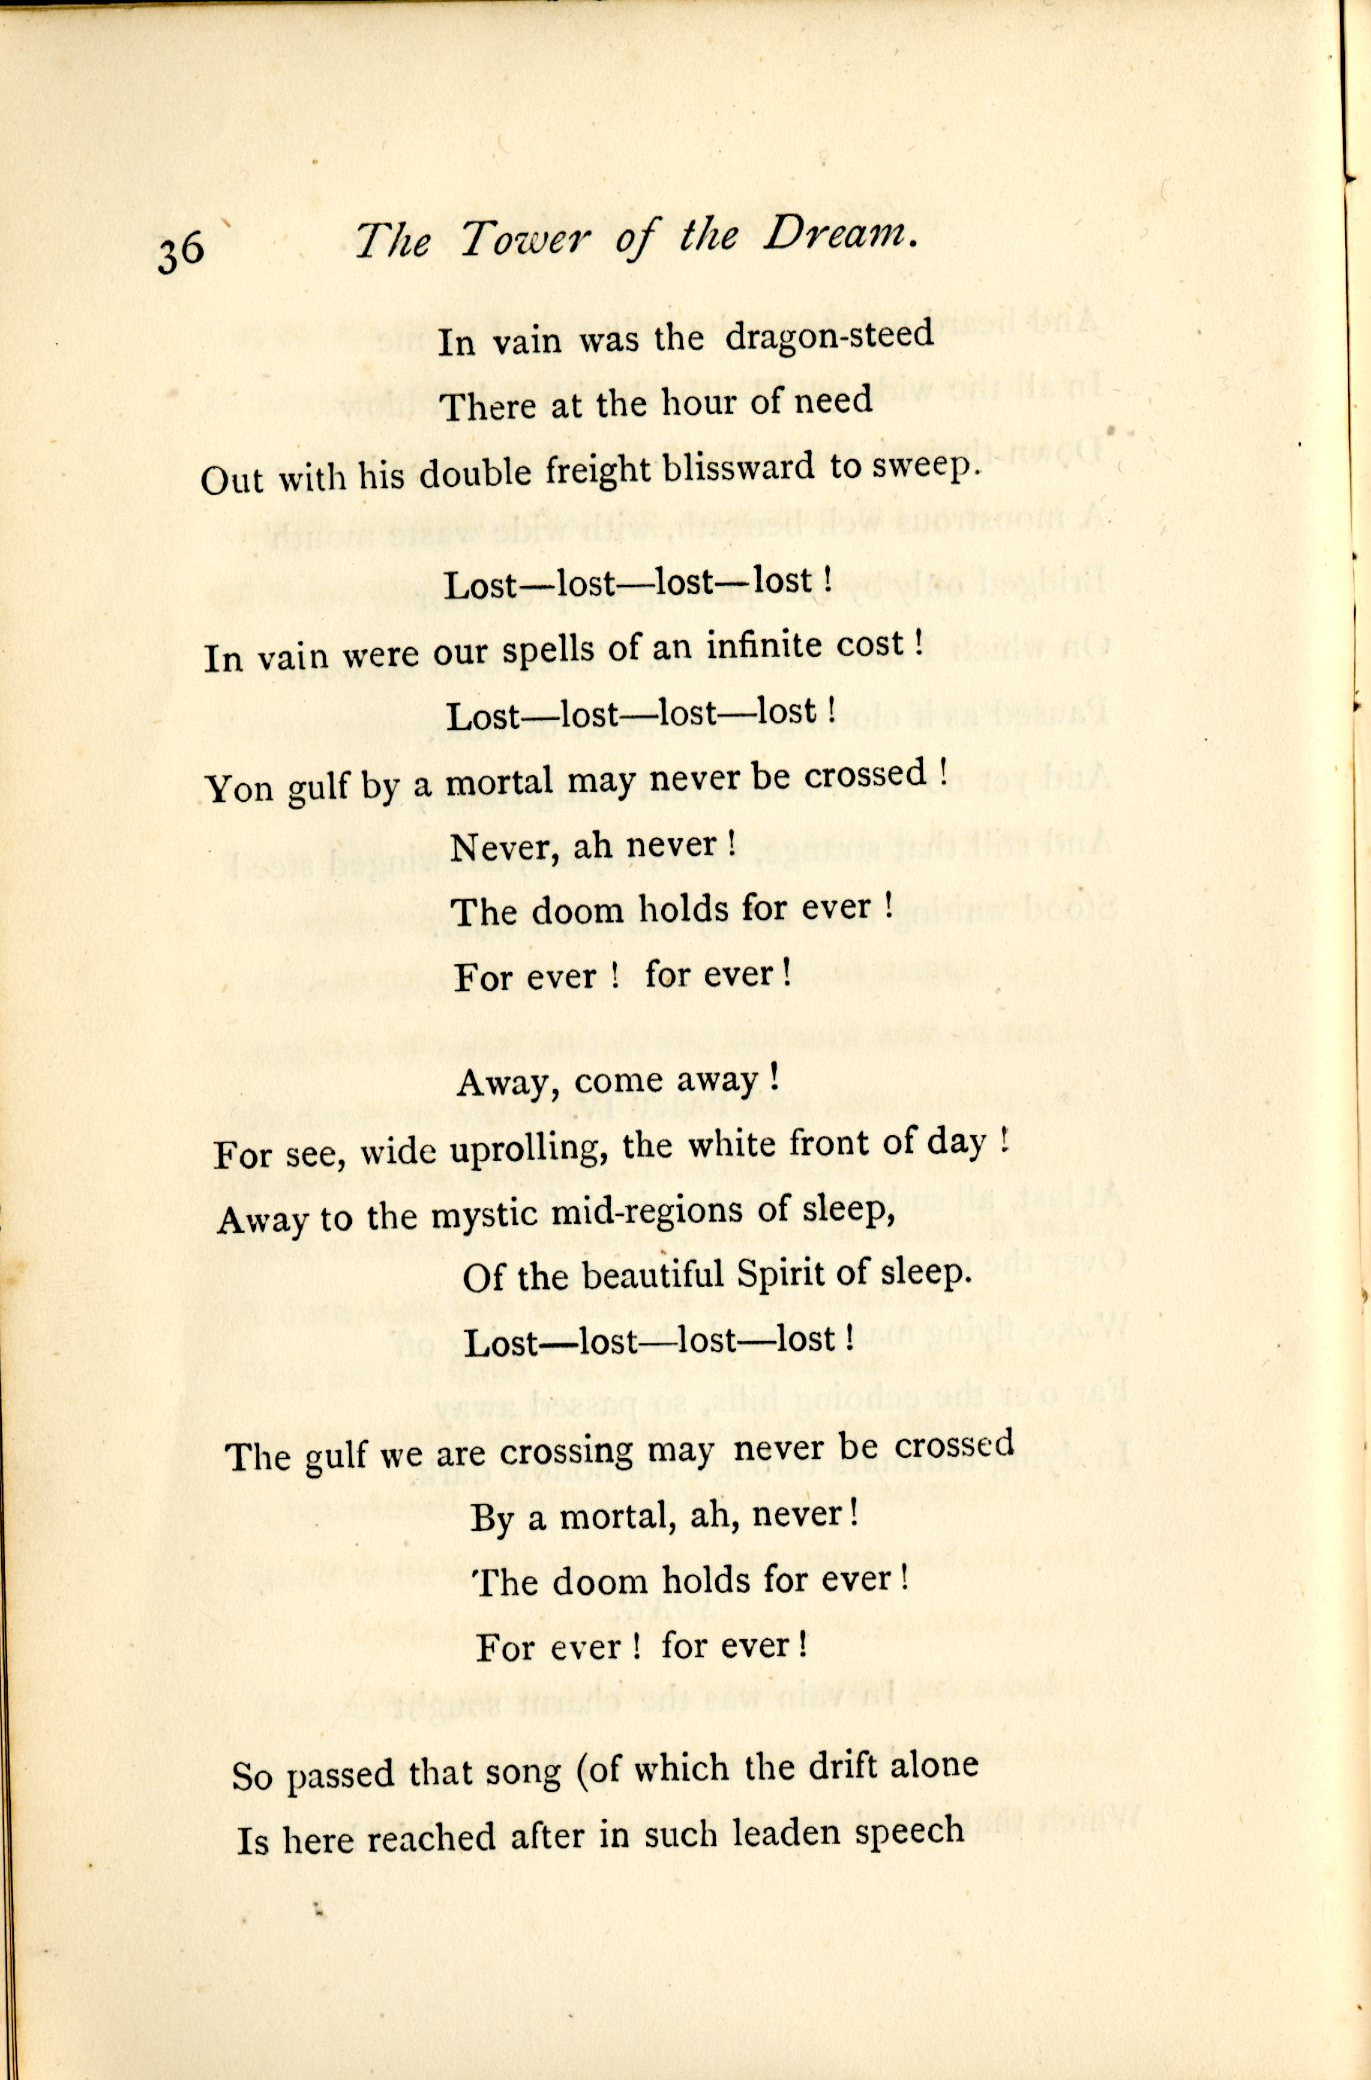 36 The Tower of the Dream.
In vain was the dragon-steed
There at the hour of need
Out with his double freight blissward to sweep.
Lost—lost—lost—lost!
In vain were our spells of an infinite cost!
Lost—lost—lost—lost!
Yon gulf by a mortal may never be crossed!
Never, ah never!
The doom holds for ever!
For ever! for ever!
Away, come away!
For see, wide uprolling, the white front of day!
Away to the mystic mid-regions of sleep,
Of the beautiful Spirit of sleep.
Lost—lost—lost—lost!
The gulf we are crossing may never be crossed
By a mortal, ah, never!
The doom holds for ever!
For ever! for ever!
So passed that song (of which the drift alone
Is here reached after in such leaden speech